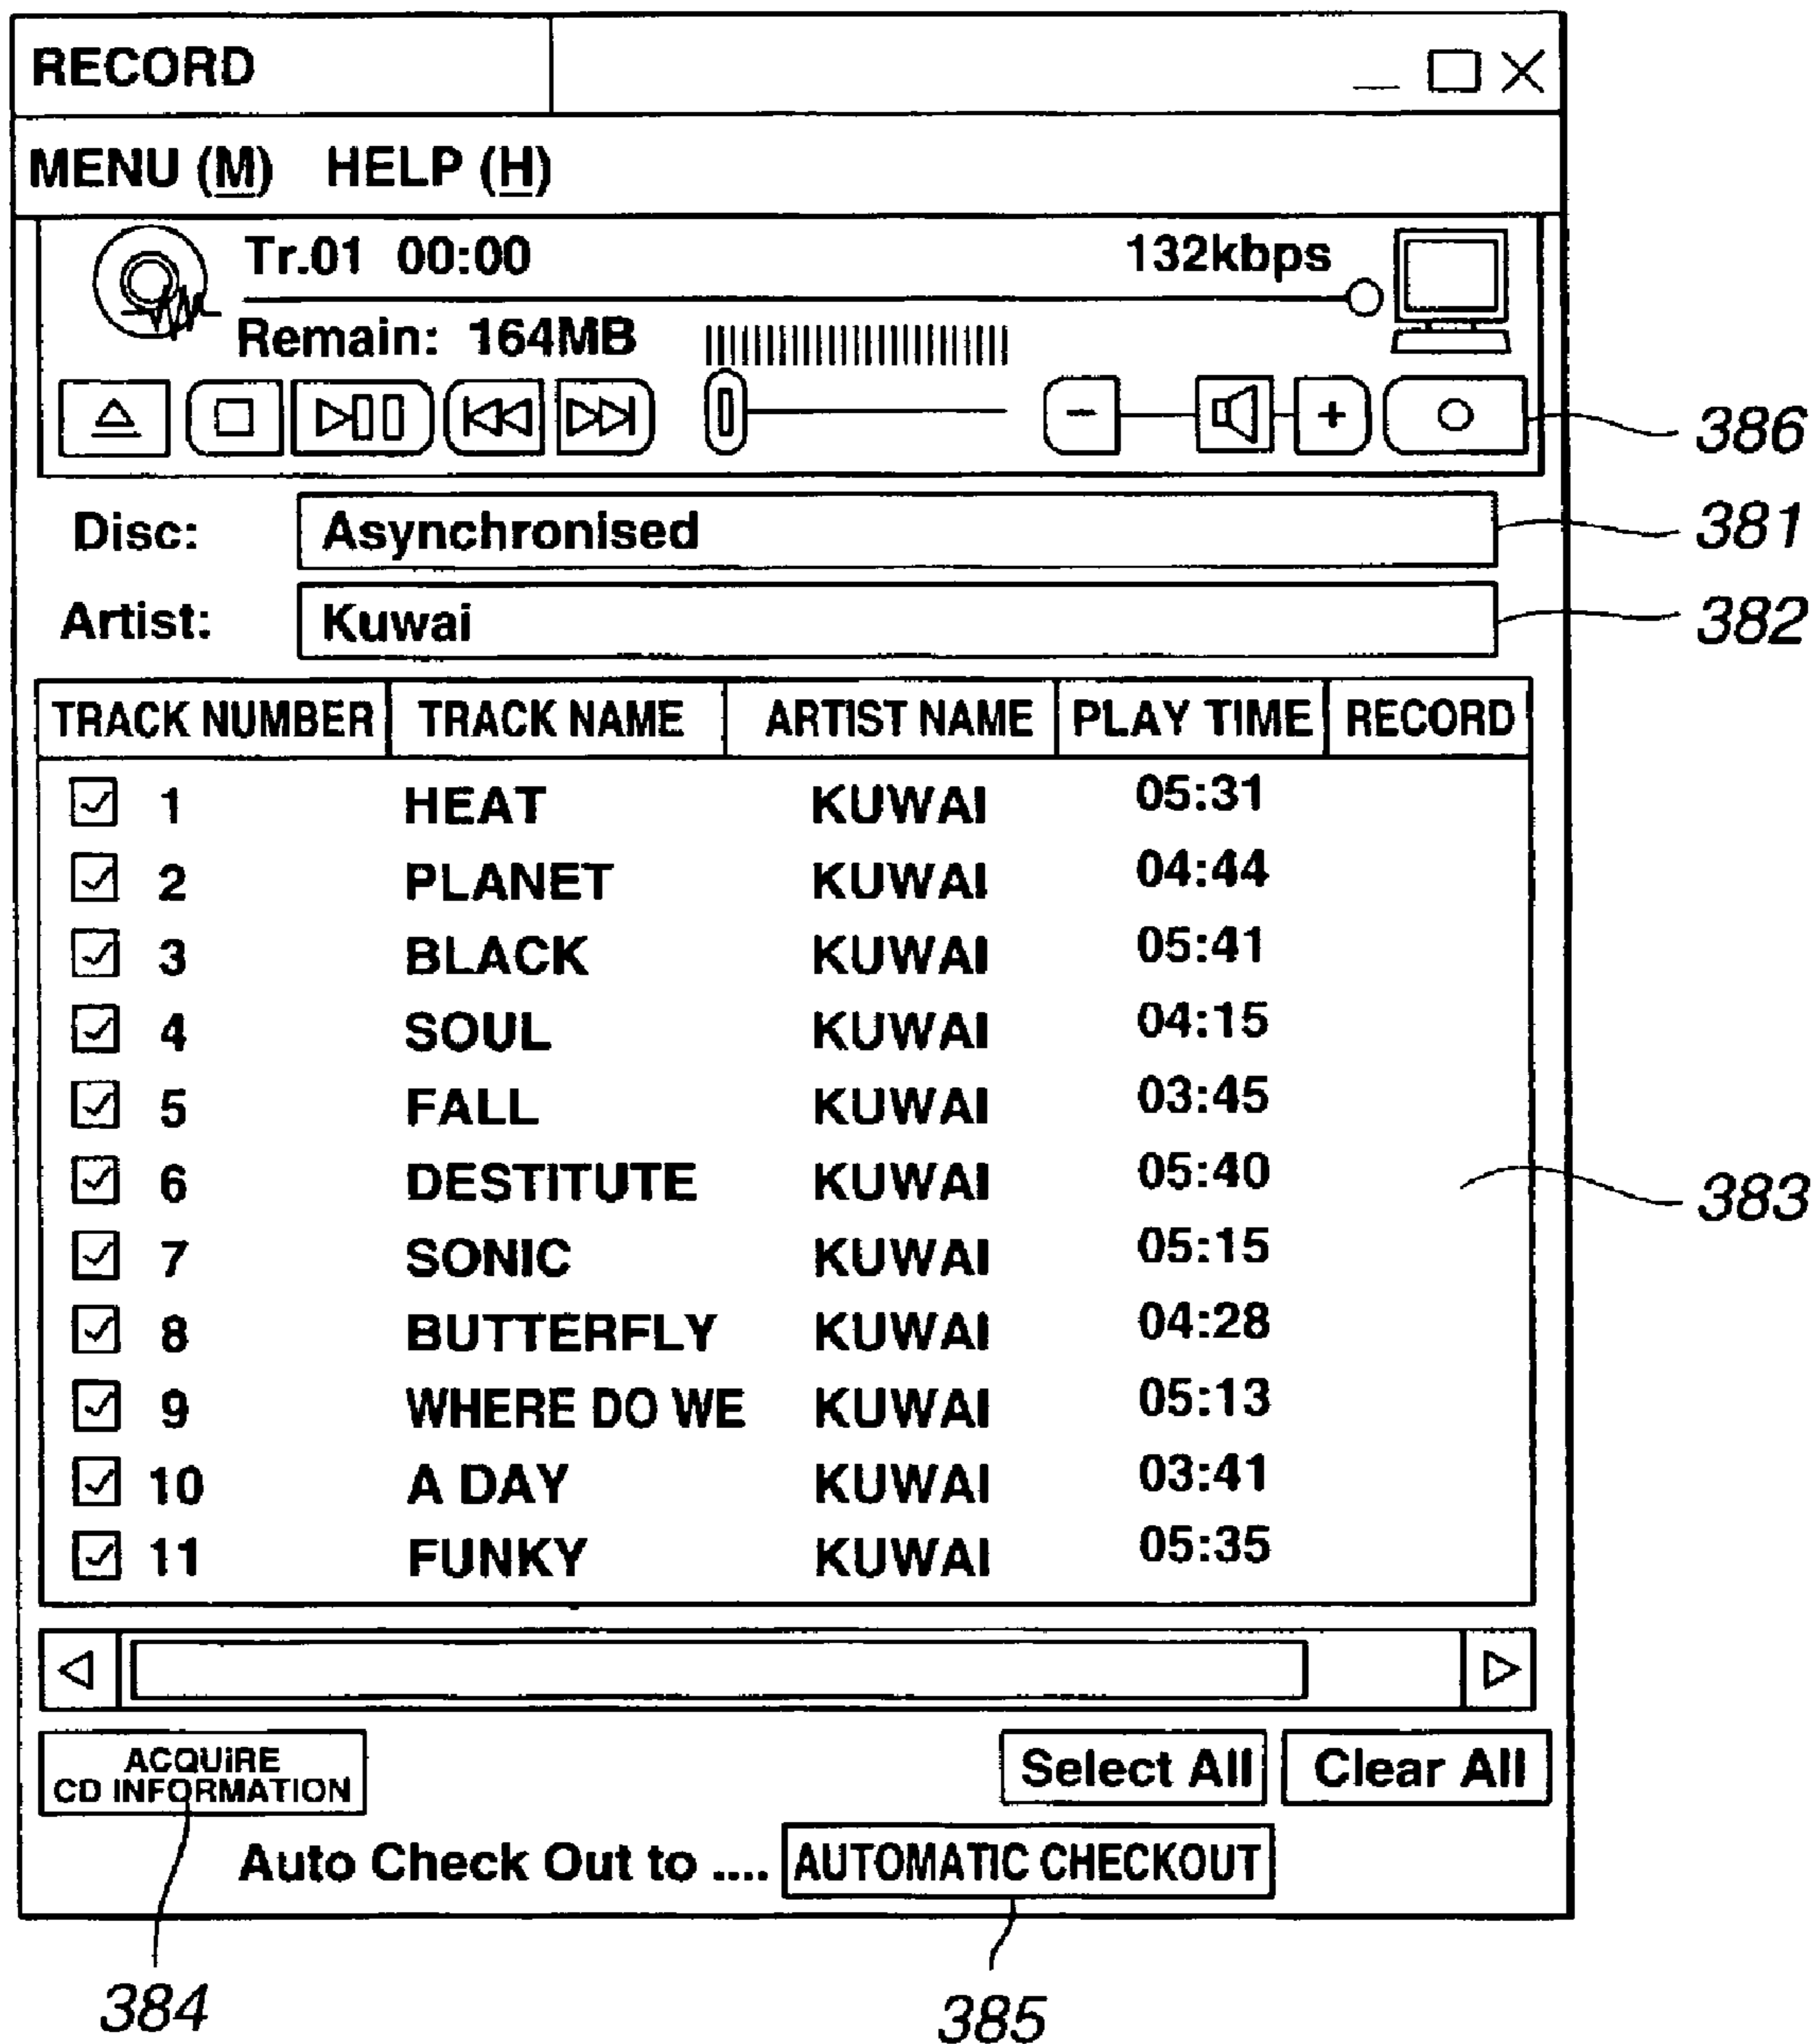 RECORD
MENU (M) HELP (H)
Tr.01 00:00 132kbps
Remain: 164MB
- +
386
Disc: Asynchronised
381
Artist: Kuwai
382
TRACK NUMBER TRACK NAME ARTIST NAME PLAY TIME RECORD
1 HEAT KUWAI 05:31
2 PLANET KUWAI 04:44
3 BLACK KUWAI 05:41
4 SOUL KUWAI 04:15
5 FALL KUWAI 03:45
6 DESTITUTE KUWAI 05:40
383
7 SONIC KUWAI 05:15
8 BUTTERFLY KUWAI 04:28
9 WHERE DO WE KUWAI 05:13
10 A DAY KUWAI 03:41
11 FUNKY KUWAI 05:35
ACQUIRE
CD INFORMATION
Select All Clear All
Auto Check Out to .... AUTOMATIC CHECKOUT
384
385